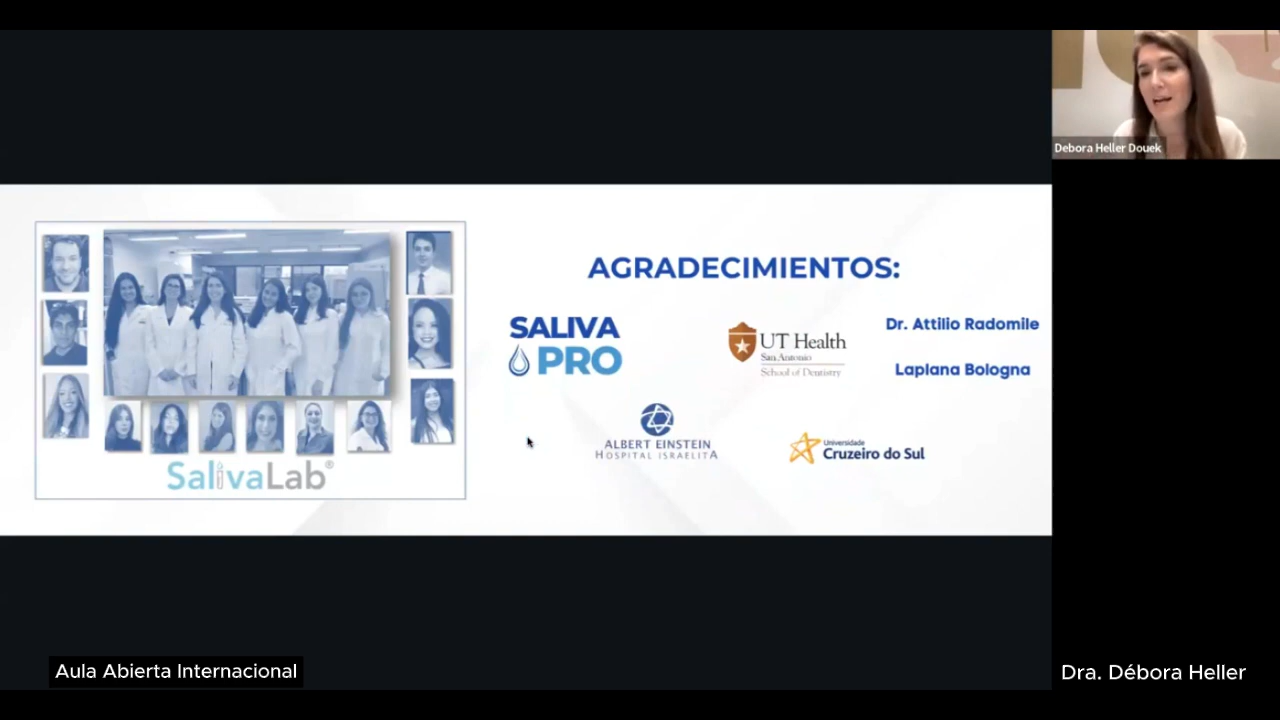 Debora Heller Douek
AGRADECIMIENTOS:
SALIVA
PRO
UT Health
San Antonio
School of Dentistry
Dr. Attilio Radomile
Laplana Bologna
ALBERT EINSTEIN
HOSPITAL ISRAELITA
Universidade
Cruzeiro do Sul
SalivaLab®
Aula Abierta Internacional
Dra. Débora Heller